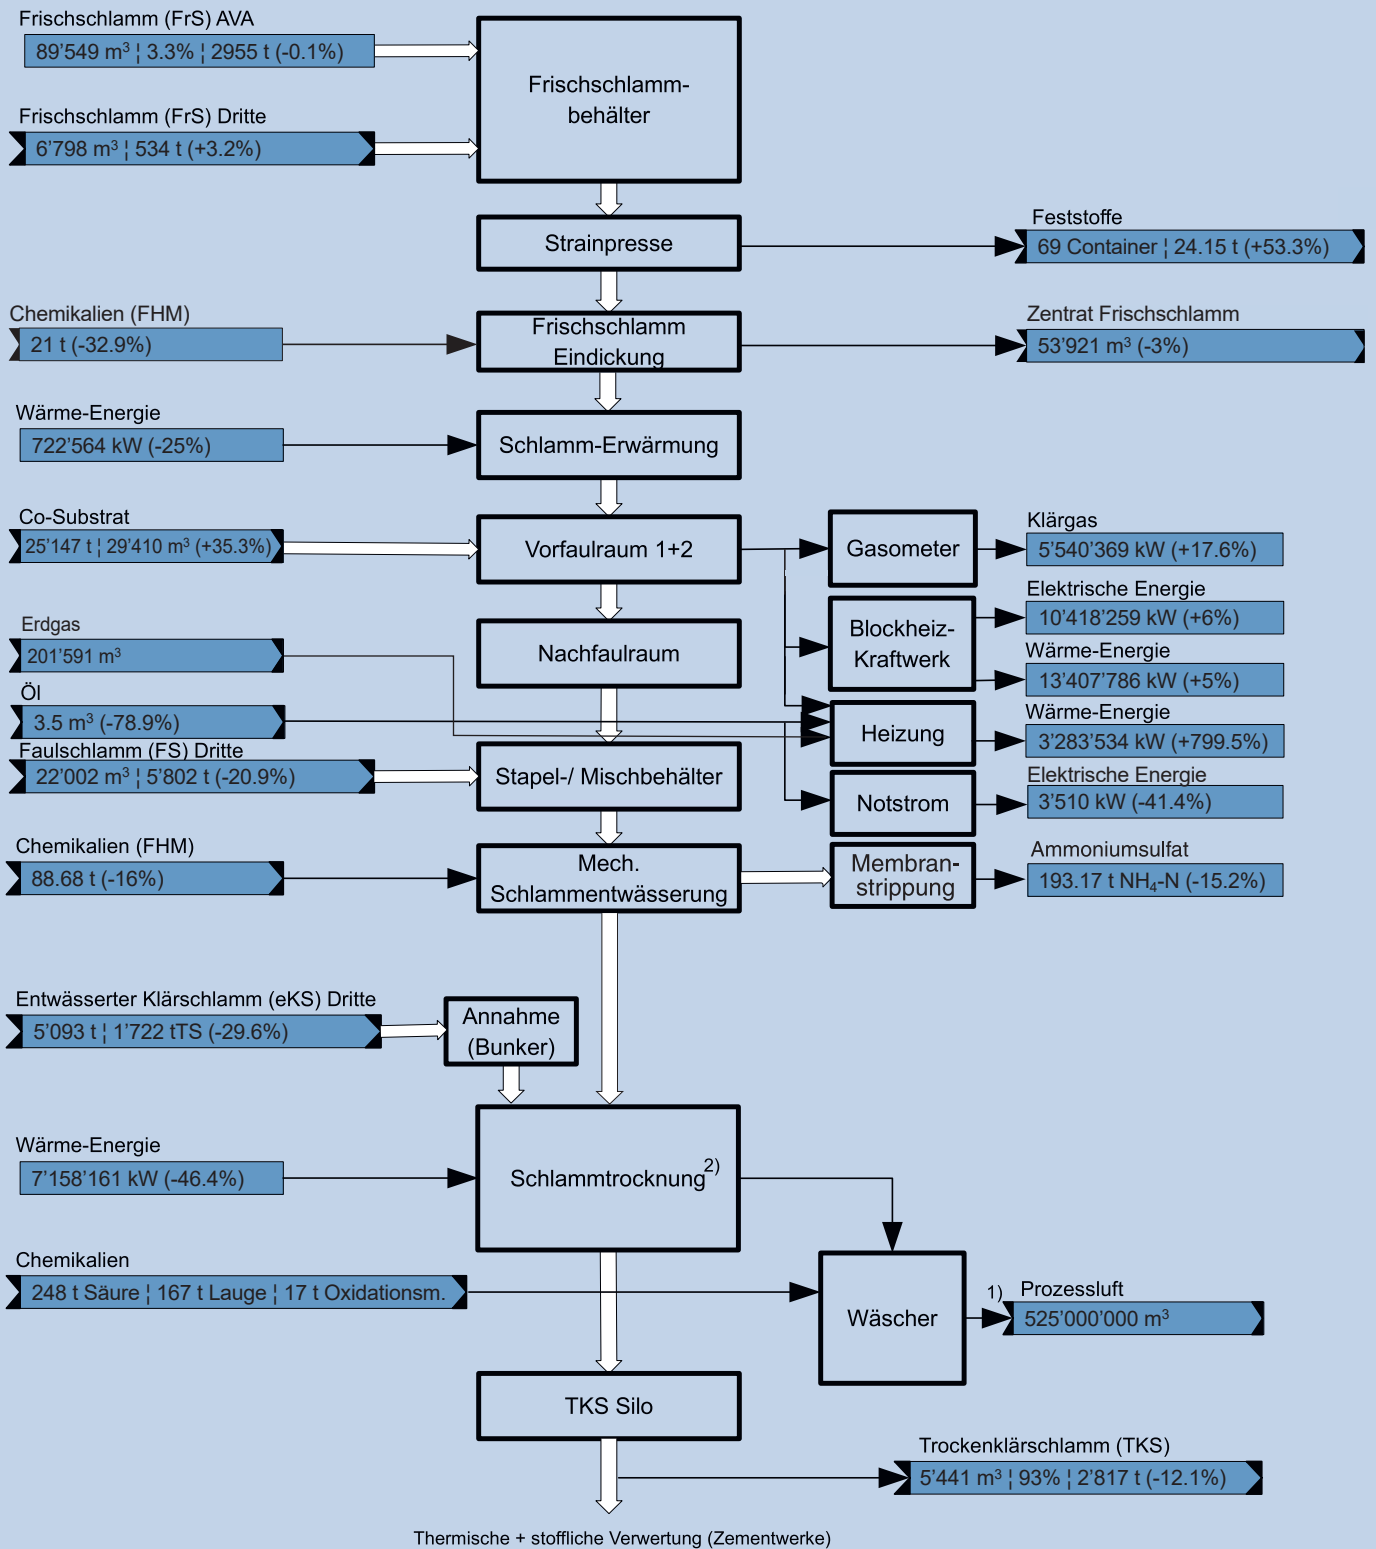 Frischschlamm (FrS) AVA
89’549 m³ ¦ 3.3% ¦ 2955 t (-0.1%)
Frischschlamm-
behälter
Frischschlamm (FrS) Dritte
6’798 m³ ¦ 534 t (+3.2%)
Strainpresse
Feststoffe
69 Container ¦ 24.15 t (+53.3%)
Chemikalien (FHM)
21 t (-32.9%)
Frischschlamm
Eindickung
Zentrat Frischschlamm
53’921 m³ (-3%)
Wärme-Energie
722’564 kW (-25%)
Schlamm-Erwärmung
Co-Substrat
25’147 t ¦ 29’410 m³ (+35.3%)
Vorfaulraum 1+2
Gasometer
Klärgas
5’540’369 kW (+17.6%)
Blockheiz-
Kraftwerk
Elektrische Energie
10’418’259 kW (+6%)
Wärme-Energie
13’407’786 kW (+5%)
Erdgas
201’591 m³
Nachfaulraum
Öl
3.5 m³ (-78.9%)
Heizung
Wärme-Energie
3’283’534 kW (+799.5%)
Faulschlamm (FS) Dritte
22’002 m³ ¦ 5’802 t (-20.9%)
Stapel-/ Mischbehälter
Notstrom
Elektrische Energie
3’510 kW (-41.4%)
Chemikalien (FHM)
88.68 t (-16%)
Mech.
Schlammentwässerung
Membran-
strippung
Ammoniumsulfat
193.17 t NH₄-N (-15.2%)
Entwässerter Klärschlamm (eKS) Dritte
5’093 t ¦ 1’722 tTS (-29.6%)
Annahme
(Bunker)
Wärme-Energie
7’158’161 kW (-46.4%)
Schlammtrocknung 2)
Chemikalien
248 t Säure ¦ 167 t Lauge ¦ 17 t Oxidationsm.
Wäscher
1) Prozessluft
525’000’000 m³
TKS Silo
Trockenklärschlamm (TKS)
5’441 m³ ¦ 93% ¦ 2’817 t (-12.1%)
Thermische + stoffliche Verwertung (Zementwerke)